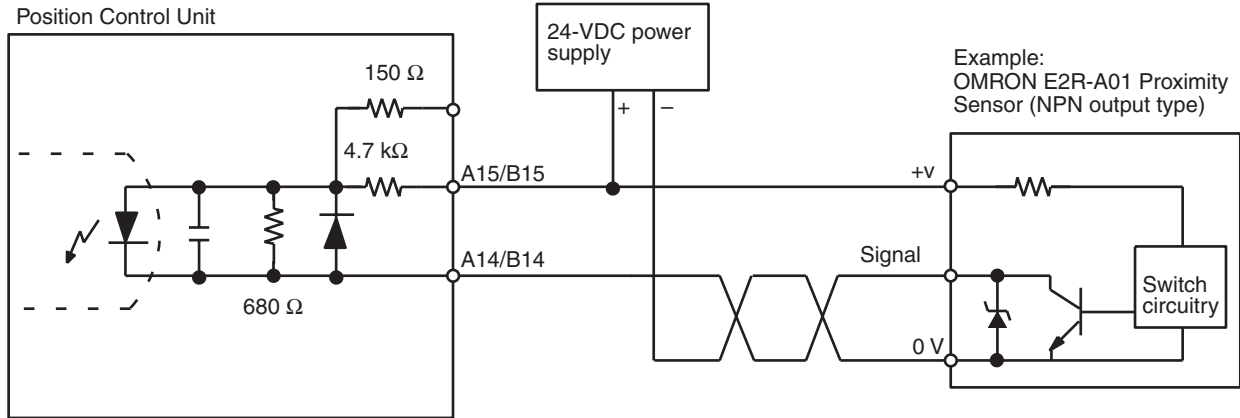 Position Control Unit
24-VDC power
supply
Example:
OMRON E2R-A01 Proximity
Sensor (NPN output type)
150 Ω
+
−
4.7 kΩ
A15/B15
+v
A14/B14
Signal
Switch
circuitry
680 Ω
0 V